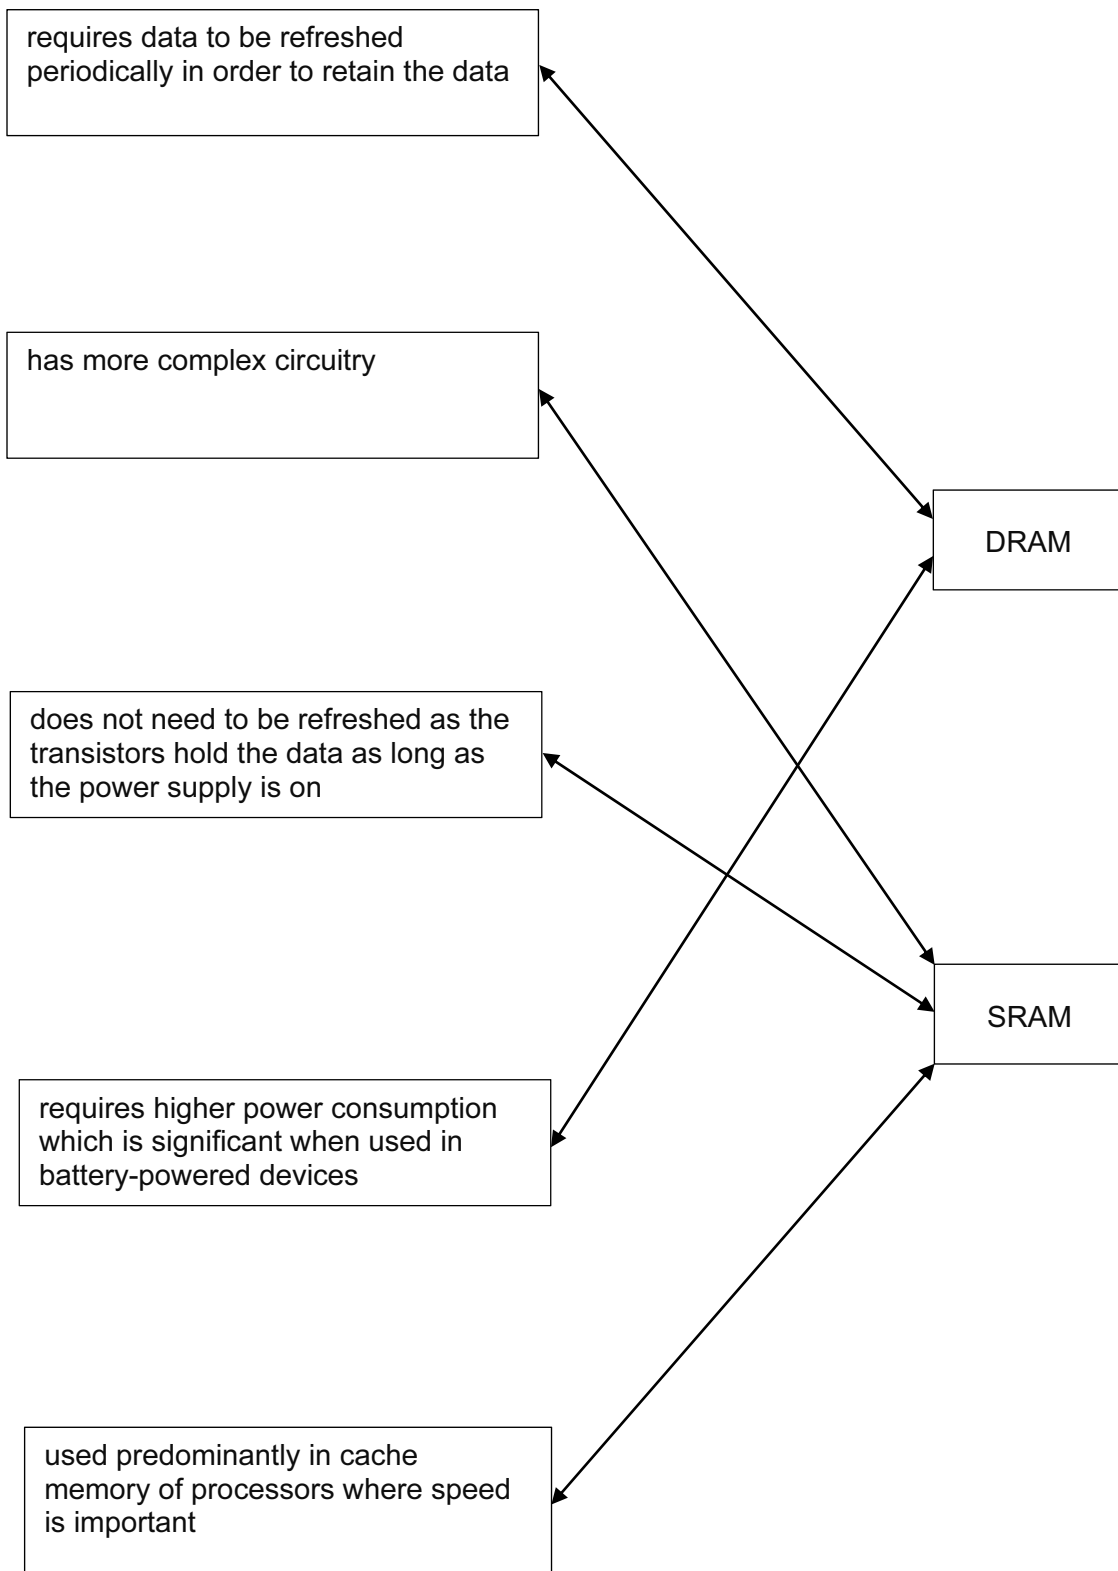 requires data to be refreshed
periodically in order to retain the data
has more complex circuitry
DRAM
does not need to be refreshed as the
transistors hold the data as long as
the power supply is on
SRAM
requires higher power consumption
which is significant when used in
battery-powered devices
used predominantly in cache
memory of processors where speed
is important